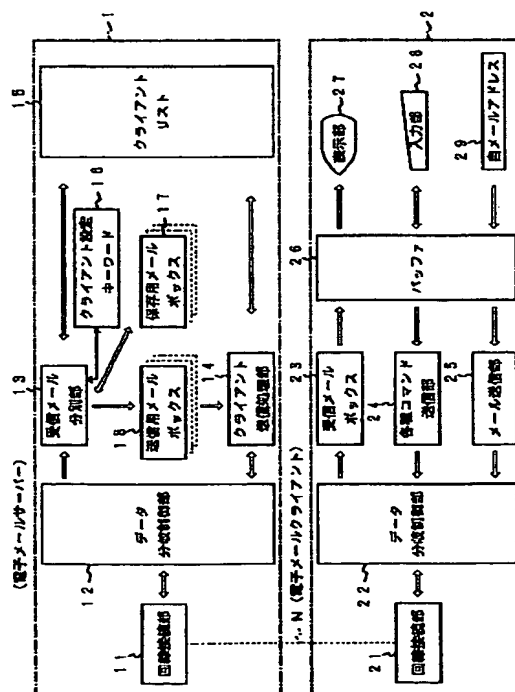 (電子メールサーバー)
1
11
回線接続部
12
データ
分岐制御部
13
受信メール
分別部
18
送信用メール
ボックス
14
クライアント
送信処理部
16
クライアント設定
キーワード
17
保存用メール
ボックス
15
クライアント
リスト
N (電子メールクライアント)
2
21
回線接続部
22
データ
分岐制御部
23
受信メール
ボックス
24
各種コマンド
送信部
25
メール送信部
26
バッファ
27
表示部
28
入力部
29
自メールアドレス